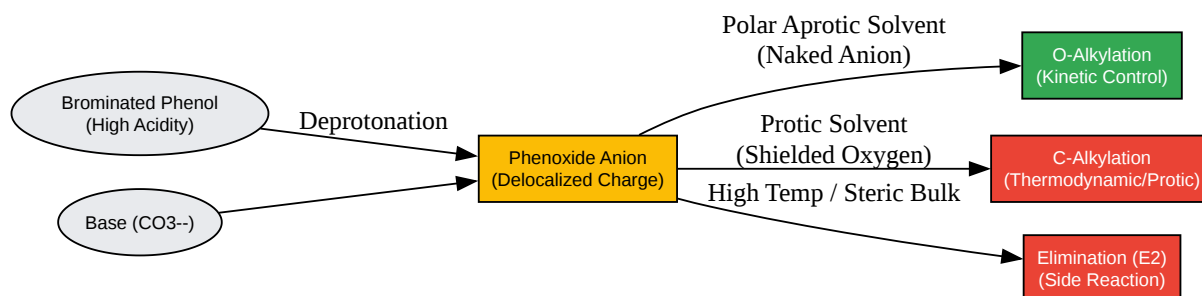 Brominated Phenol
(High Acidity)
Base (CO3--)
Deprotonation
Phenoxide Anion
(Delocalized Charge)
Polar Aprotic Solvent
(Naked Anion)
Protic Solvent
(Shielded Oxygen)
High Temp / Steric Bulk
O-Alkylation
(Kinetic Control)
C-Alkylation
(Thermodynamic/Protic)
Elimination (E2)
(Side Reaction)